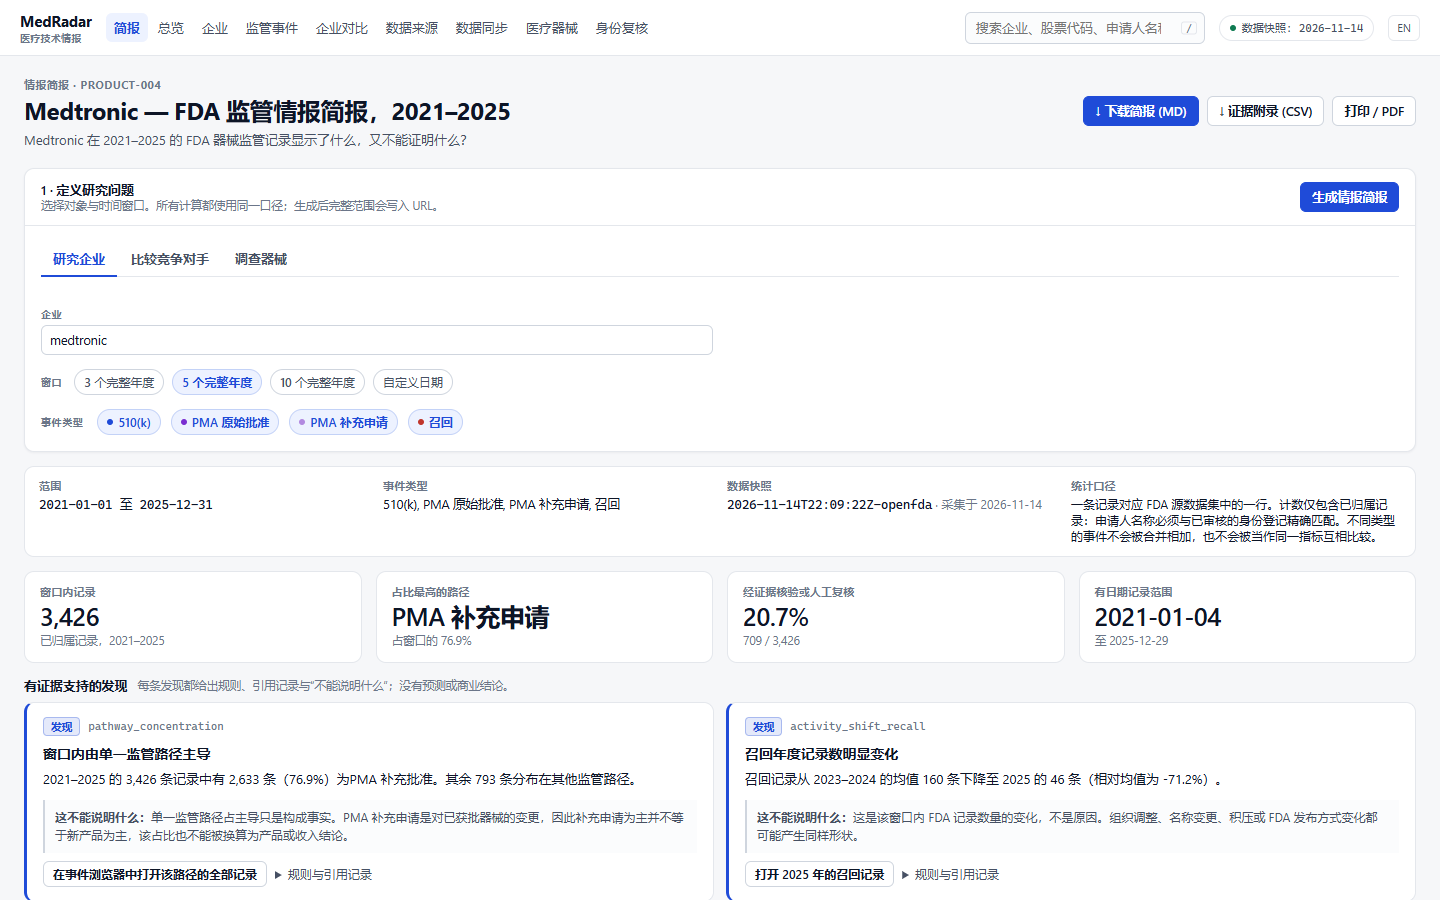 MedRadar
医疗技术情报
简报 总览 企业 监管事件 企业对比 数据来源 数据同步 医疗器械 身份复核
搜索企业、股票代码、申请人名 /
数据快照: 2026-11-14
EN
情报简报 · PRODUCT-004
Medtronic — FDA 监管情报简报，2021–2025
Medtronic 在 2021–2025 的 FDA 器械监管记录显示了什么，又不能证明什么?
↓ 下载简报 (MD)
↓ 证据附录 (CSV)
打印 / PDF
1 · 定义研究问题
选择对象与时间窗口。所有计算都使用同一口径；生成后完整范围会写入 URL。
生成情报简报
研究企业 比较竞争对手 调查器械
企业
medtronic
窗口 3 个完整年度 5 个完整年度 10 个完整年度 自定义日期
事件类型 510(k) PMA 原始批准 PMA 补充申请 召回
范围
2021-01-01 至 2025-12-31
事件类型
510(k), PMA 原始批准, PMA 补充申请, 召回
数据快照
2026-11-14T22:09:22Z-openfda · 采集于 2026-11-14
统计口径
一条记录对应 FDA 源数据集中的一行。计数仅包含已归属记
录：申请人名称必须与已审核的身份登记精确匹配。不同类型
的事件不会被合并相加，也不会被当作同一指标互相比较。
窗口内记录
3,426
已归属记录，2021–2025
占比最高的路径
PMA 补充申请
占窗口的 76.9%
经证据核验或人工复核
20.7%
709 / 3,426
有日期记录范围
2021-01-04
至 2025-12-29
有证据支持的发现 每条发现都给出规则、引用记录与“不能说明什么”；没有预测或商业结论。
发现 pathway_concentration
窗口内由单一监管路径主导
2021–2025 的 3,426 条记录中有 2,633 条（76.9%）为PMA 补充批准。其余 793 条分布在其他监管路径。
这不能说明什么：单一监管路径占主导只是构成事实。PMA 补充申请是对已获批器械的变更，因此补充申请为主并不等
于新产品为主，该占比也不能被换算为产品或收入结论。
在事件浏览器中打开该路径的全部记录 ▶ 规则与引用记录
发现 activity_shift_recall
召回年度记录数明显变化
召回记录从 2023–2024 的均值 160 条下降至 2025 的 46 条（相对均值为 -71.2%）。
这不能说明什么：这是该窗口内 FDA 记录数量的变化，不是原因。组织调整、名称变更、积压或 FDA 发布方式变化都
可能产生同样形状。
打开 2025 年的召回记录 ▶ 规则与引用记录